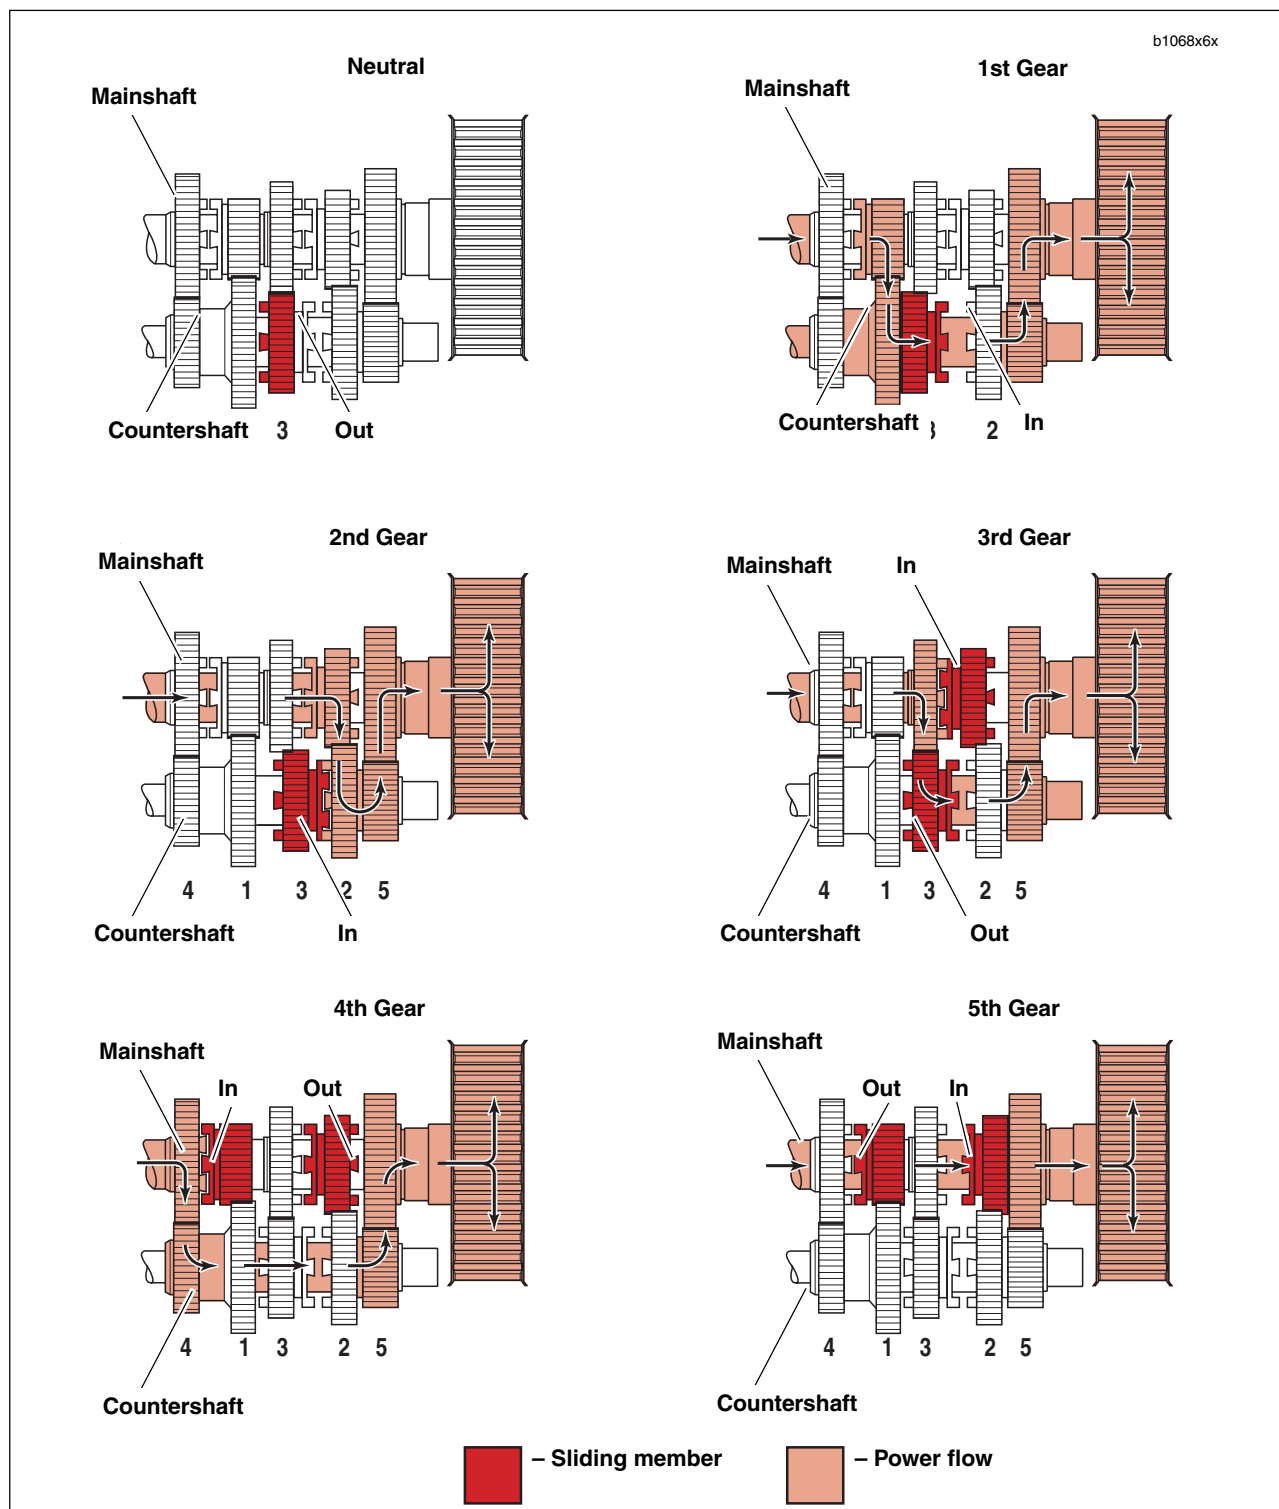 b1068x6x
Neutral
Mainshaft
Countershaft 3 Out
1st Gear
Mainshaft
Countershaft 2 In
2nd Gear
Mainshaft
4 1 3 2 5
Countershaft In
3rd Gear
Mainshaft In
4 1 3 2 5
Countershaft Out
4th Gear
Mainshaft
In Out
4 1 3 2 5
Countershaft
5th Gear
Mainshaft
Out In
4 1 3 2 5
Countershaft
– Sliding member – Power flow